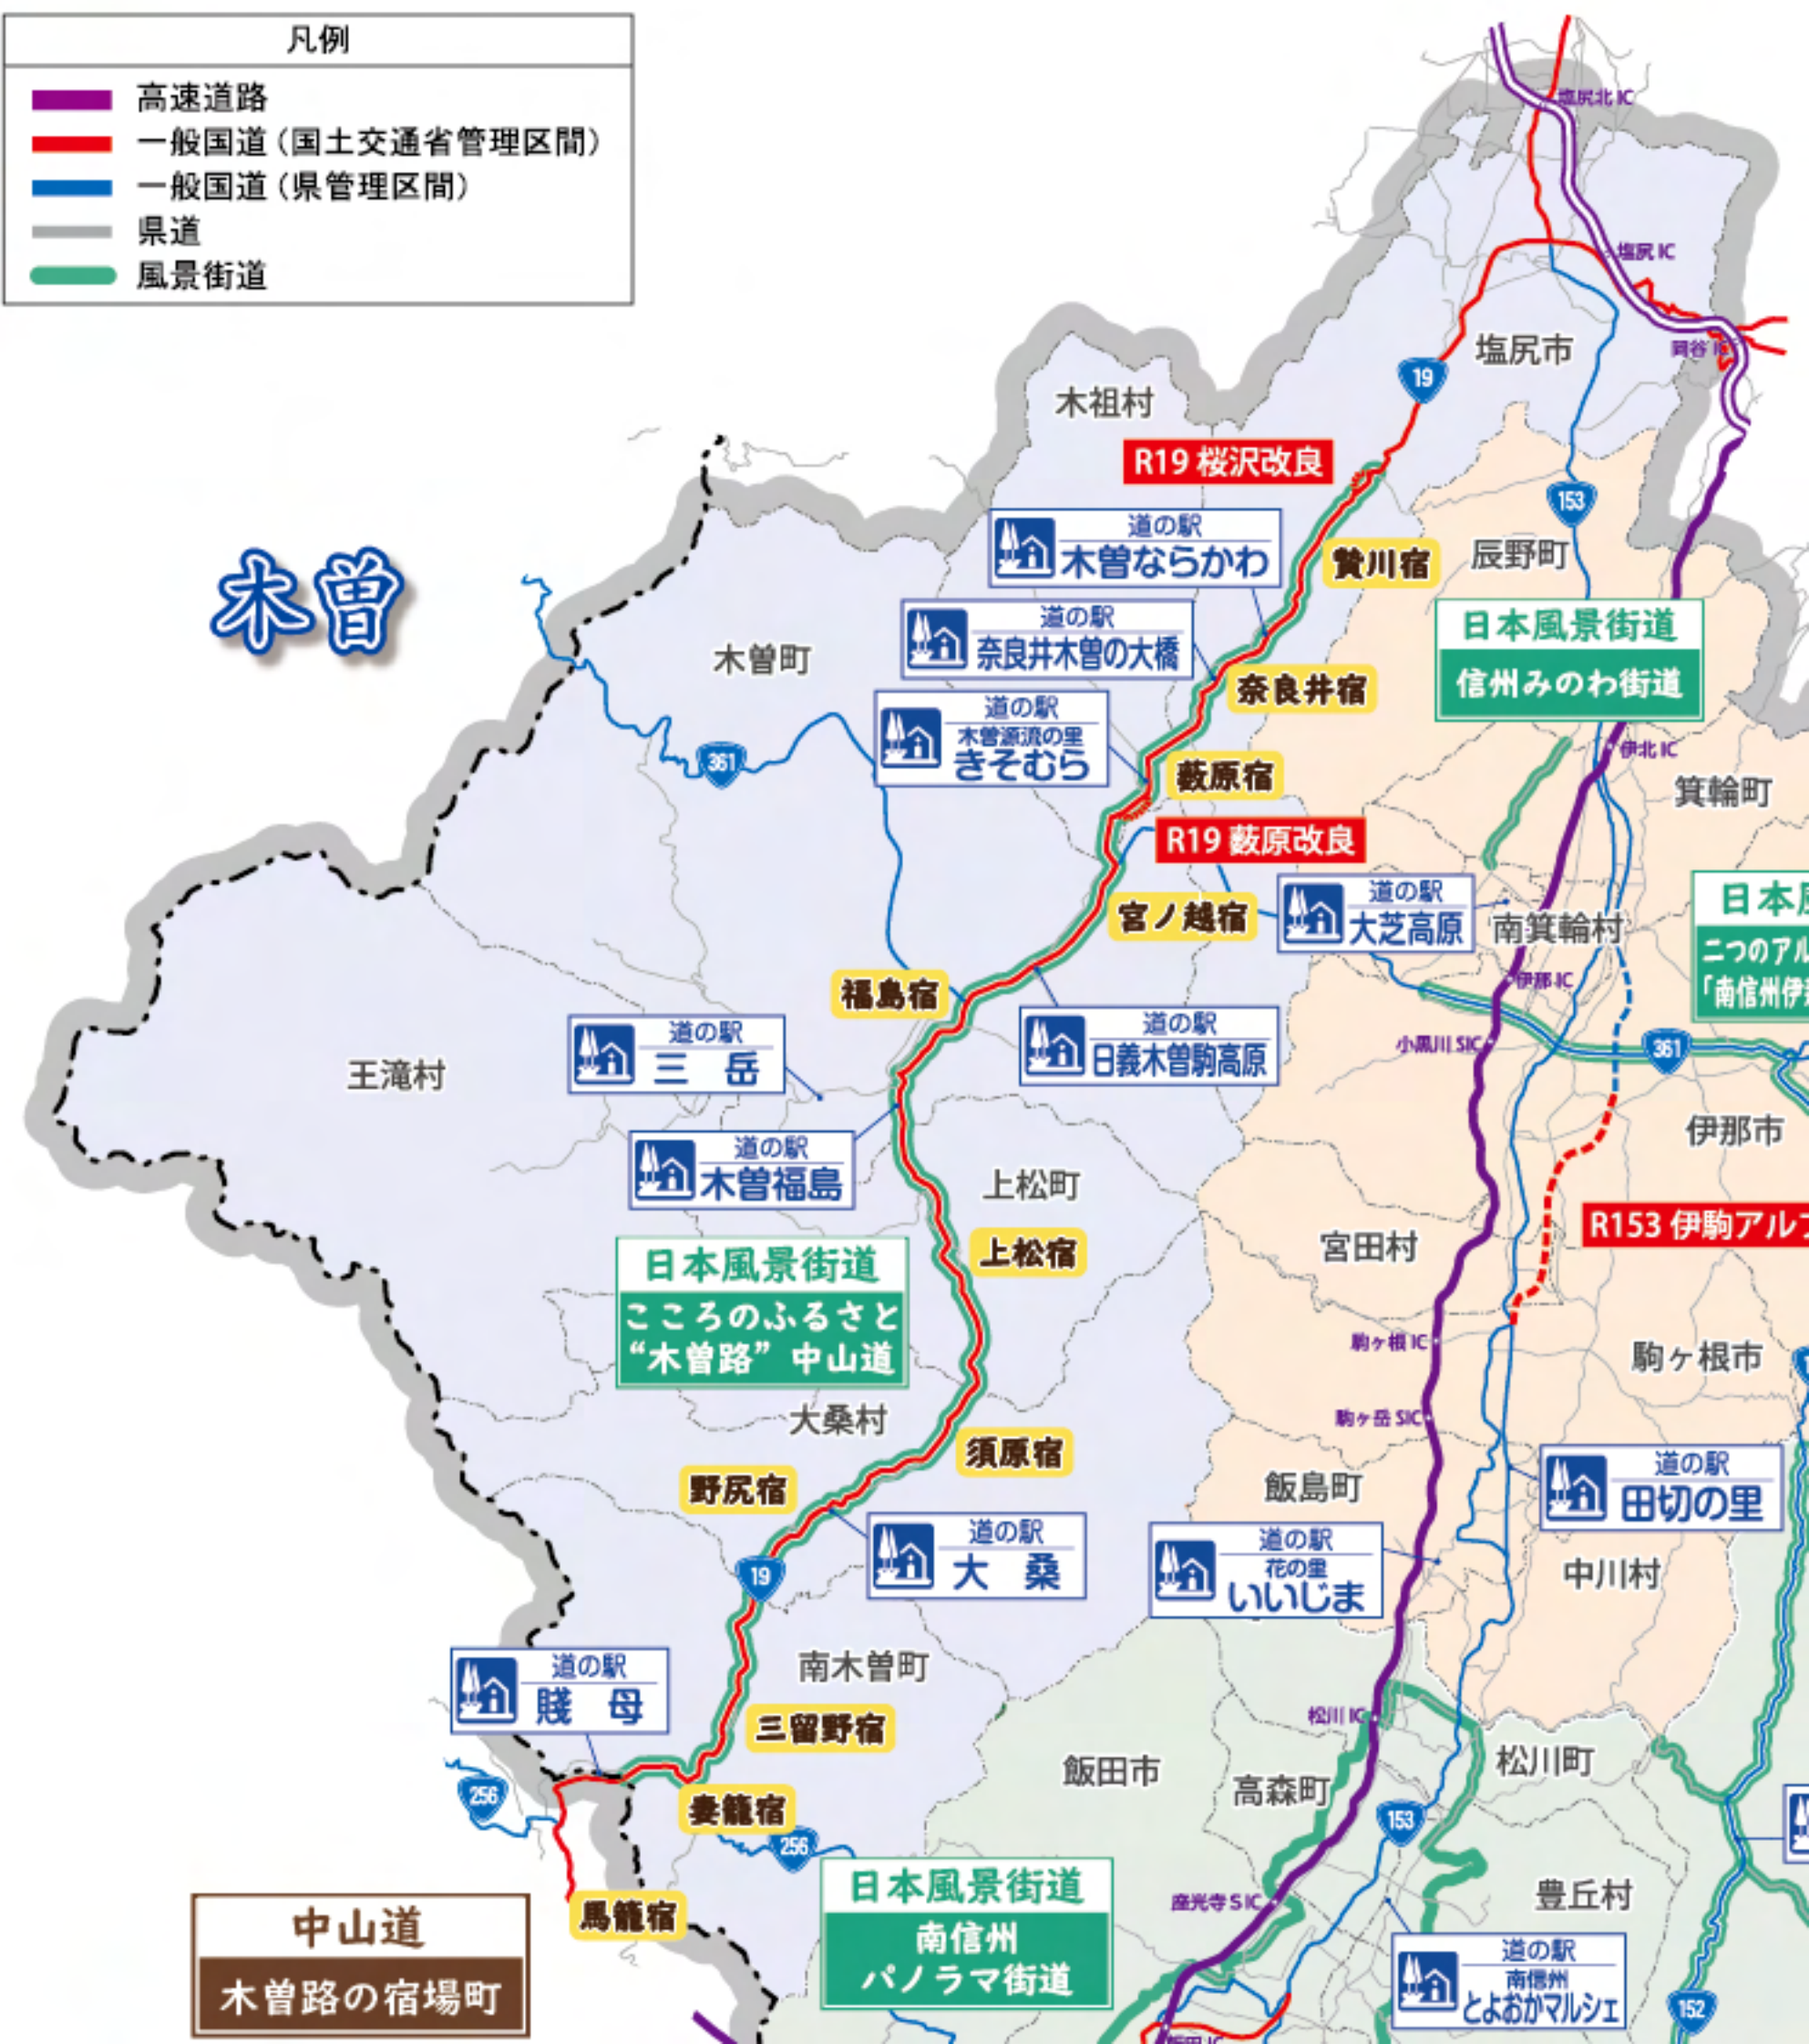 凡例
高速道路
一般国道(国土交通省管理区間)
一般国道(県管理区間)
県道
風景街道
塩尻北IC
塩尻IC
岡谷IC
塩尻市
19
木祖村
R19 桜沢改良
153
道の駅
木曽ならかわ
贄川宿
辰野町
木曽
日本風景街道
信州みのわ街道
道の駅
奈良井木曽の大橋
木曽町
奈良井宿
道の駅
木曽源流の里
きそむら
361
伊北IC
藪原宿
箕輪町
R19 藪原改良
道の駅
大芝高原
宮ノ越宿
南箕輪村
日本風
二つのアル
「南信州伊
伊那IC
福島宿
道の駅
三 岳
道の駅
日義木曽駒高原
小黒川SIC
361
王滝村
伊那市
道の駅
木曽福島
上松町
R153 伊駒アル
宮田村
上松宿
日本風景街道
こころのふるさと
“木曽路”中山道
駒ヶ根IC
駒ヶ根市
大桑村
駒ヶ岳SIC
須原宿
野尻宿
飯島町
道の駅
田切の里
道の駅
大 桑
道の駅
花の里
いいじま
19
中川村
南木曽町
道の駅
賤 母
三留野宿
松川IC
飯田市
高森町
松川町
256
妻籠宿
153
256
日本風景街道
南信州
パノラマ街道
座光寺SIC
豊丘村
馬籠宿
中山道
木曽路の宿場町
道の駅
南信州
とよおかマルシェ
152
飯田IC